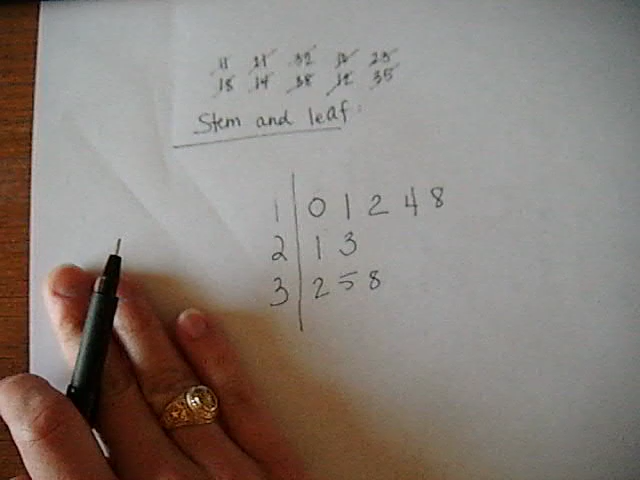 11 21 32 23
18 14 38 12 35
Stem and leaf:
1 | 0 1 2 4 8
2 | 1 3
3 | 2 5 8